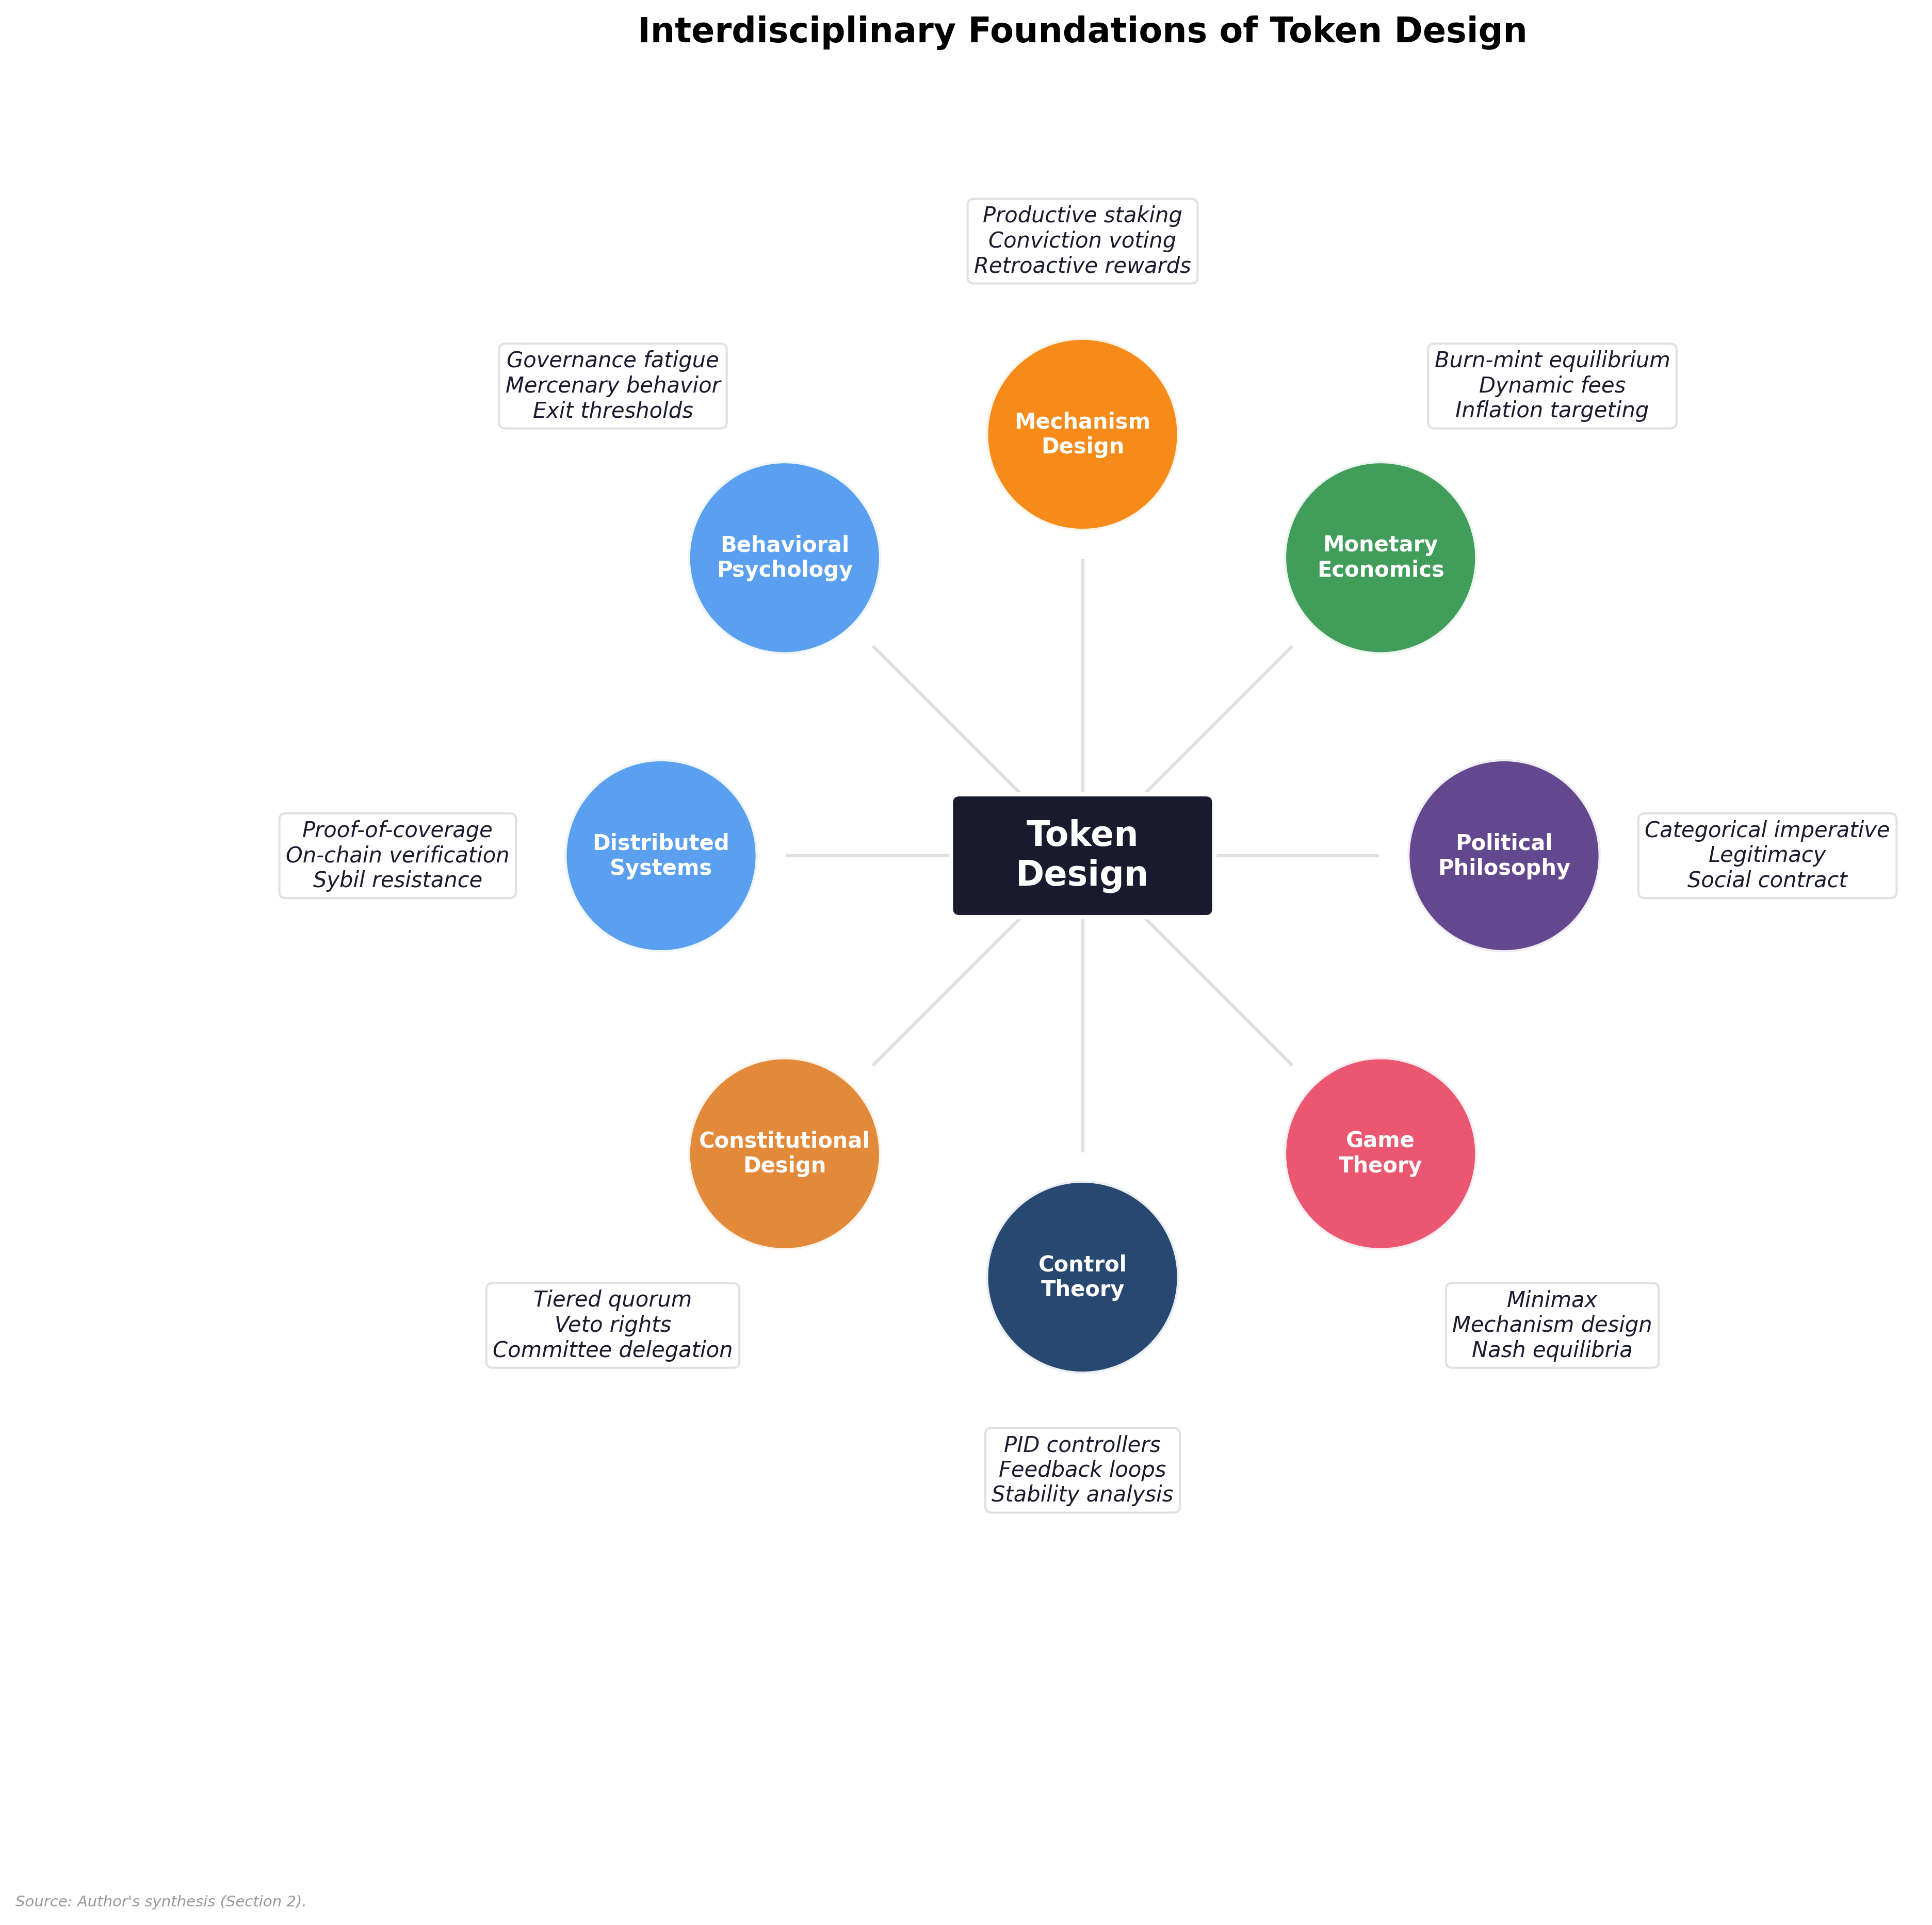 Interdisciplinary Foundations of Token Design
Productive staking
Conviction voting
Retroactive rewards
Governance fatigue
Mercenary behavior
Exit thresholds
Burn-mint equilibrium
Dynamic fees
Inflation targeting
Mechanism
Design
Behavioral
Psychology
Monetary
Economics
Proof-of-coverage
On-chain verification
Sybil resistance
Distributed
Systems
Token
Design
Political
Philosophy
Categorical imperative
Legitimacy
Social contract
Constitutional
Design
Game
Theory
Control
Theory
Tiered quorum
Veto rights
Committee delegation
Minimax
Mechanism design
Nash equilibria
PID controllers
Feedback loops
Stability analysis
Source: Author's synthesis (Section 2).